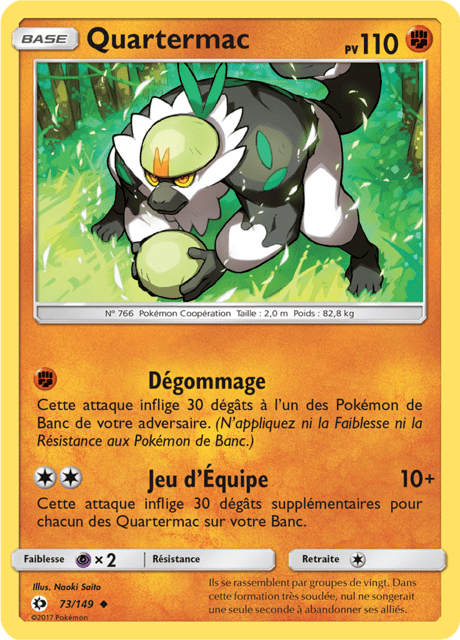 BASE Quartermac PV 110
N° 766 Pokémon Coopération Taille : 2,0 m Poids : 82,8 kg
Dégommage
Cette attaque inflige 30 dégâts à l'un des Pokémon de
Banc de votre adversaire. (N'appliquez ni la Faiblesse ni la
Résistance aux Pokémon de Banc.)
Jeu d'Équipe 10+
Cette attaque inflige 30 dégâts supplémentaires pour
chacun des Quartermac sur votre Banc.
Faiblesse × 2 Résistance Retraite
Illus. Naoki Saito
73/149
©2017 Pokémon
Ils se rassemblent par groupes de vingt. Dans
cette formation très soudée, nul ne songerait
une seule seconde à abandonner ses alliés.